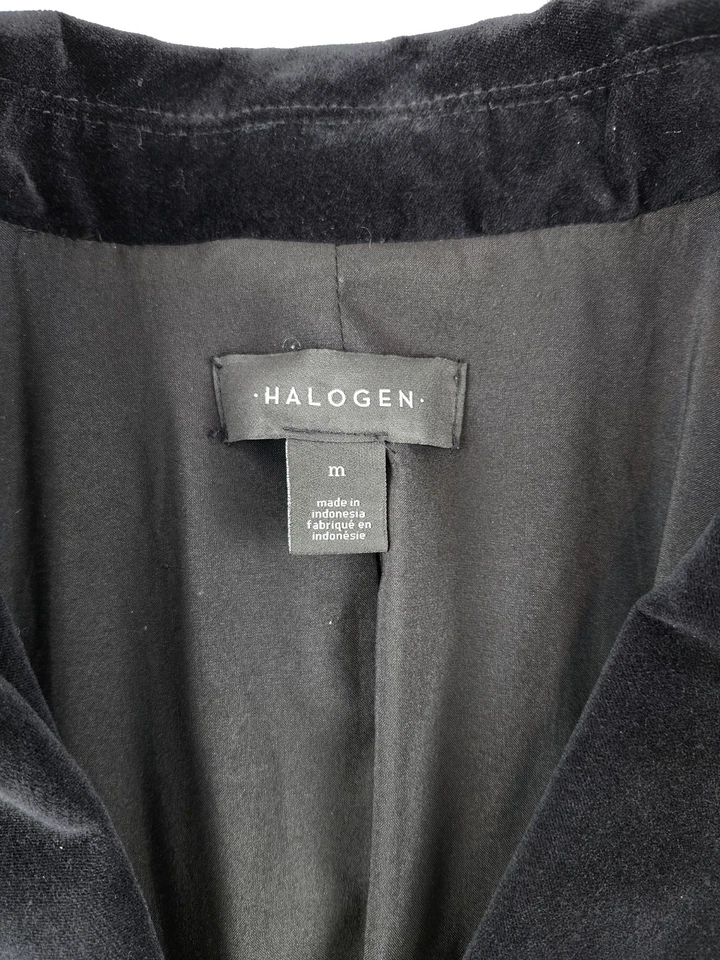 ·HALOGEN·
m
made in
indonesia
fabriqué en
indonésie